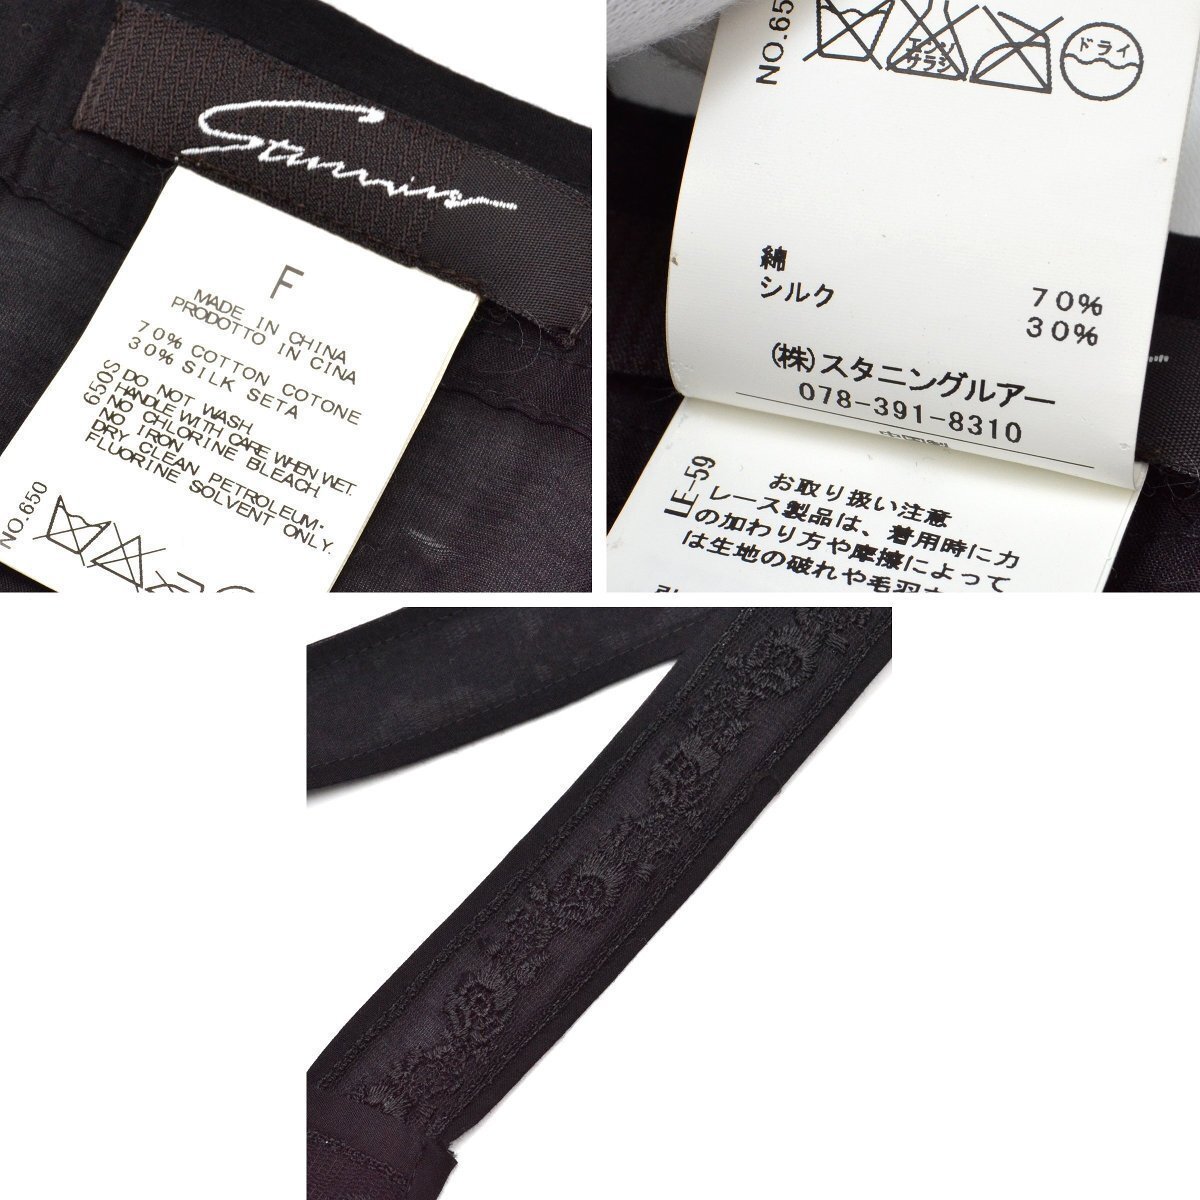 Stunning
F
MADE IN CHINA
PRODOTTO IN CINA
70% COTTON COTONE
30% SILK SETA
650S
DO NOT WASH
HANDLE WITH CARE WHEN WET.
NO CHLORINE BLEACH
NO IRON
DRY CLEAN PETROLEUM·
FLUORINE SOLVENT ONLY.
NO.650
NO.65
エンソ
サラシ
ドライ
綿 70%
シルク 30%
(株)スタニングルアー
078-391-8310
中国製
LE-59
お取り扱い注意
レース製品は、着用時に力
の加わり方や摩擦によって
は生地の破れや毛羽